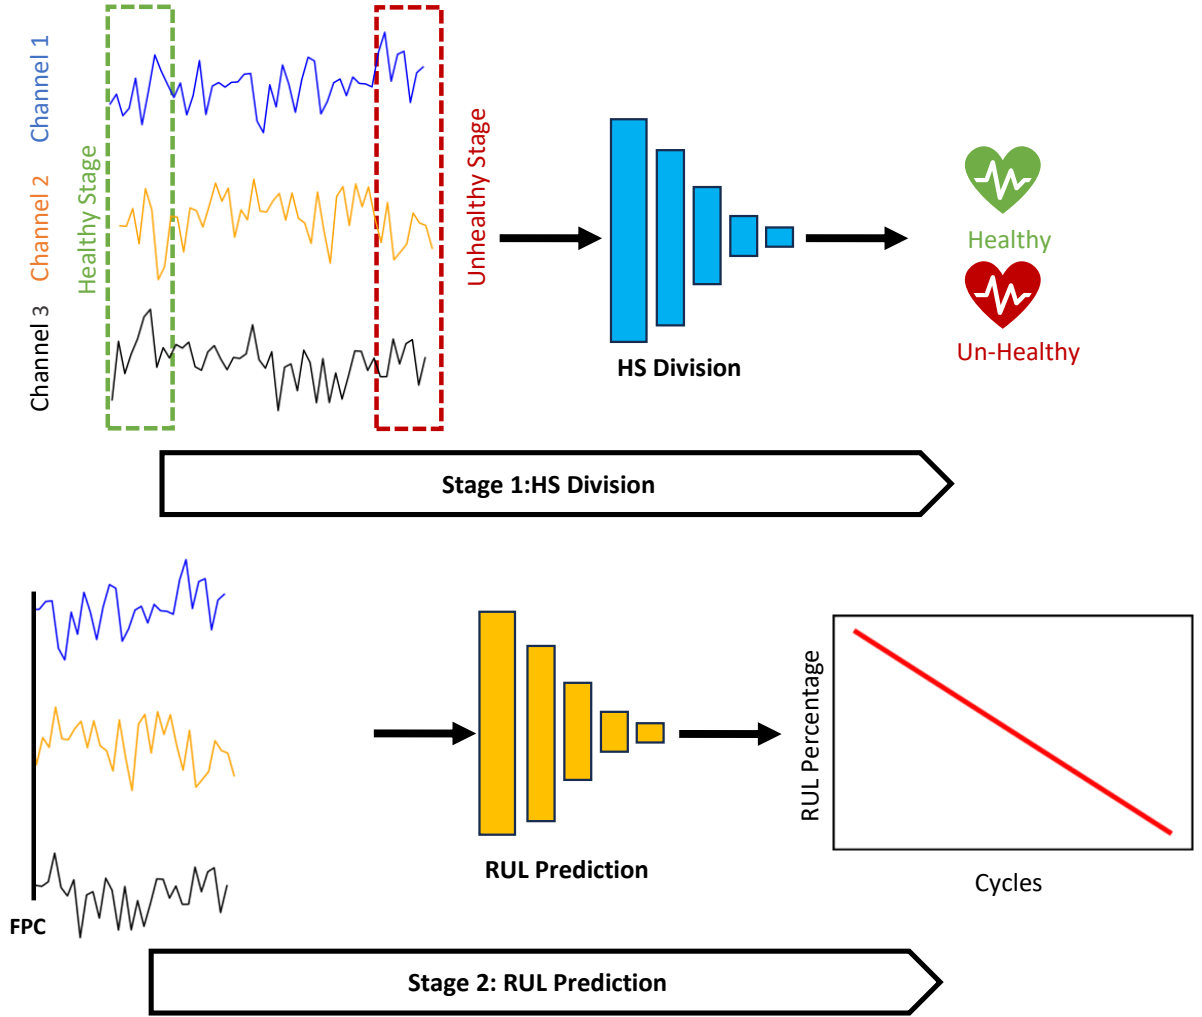 Channel 1
Channel 2
Channel 3
Healthy Stage
Unhealthy Stage
HS Division
Healthy
Un-Healthy
Stage 1:HS Division
FPC
RUL Prediction
RUL Percentage
Cycles
Stage 2: RUL Prediction